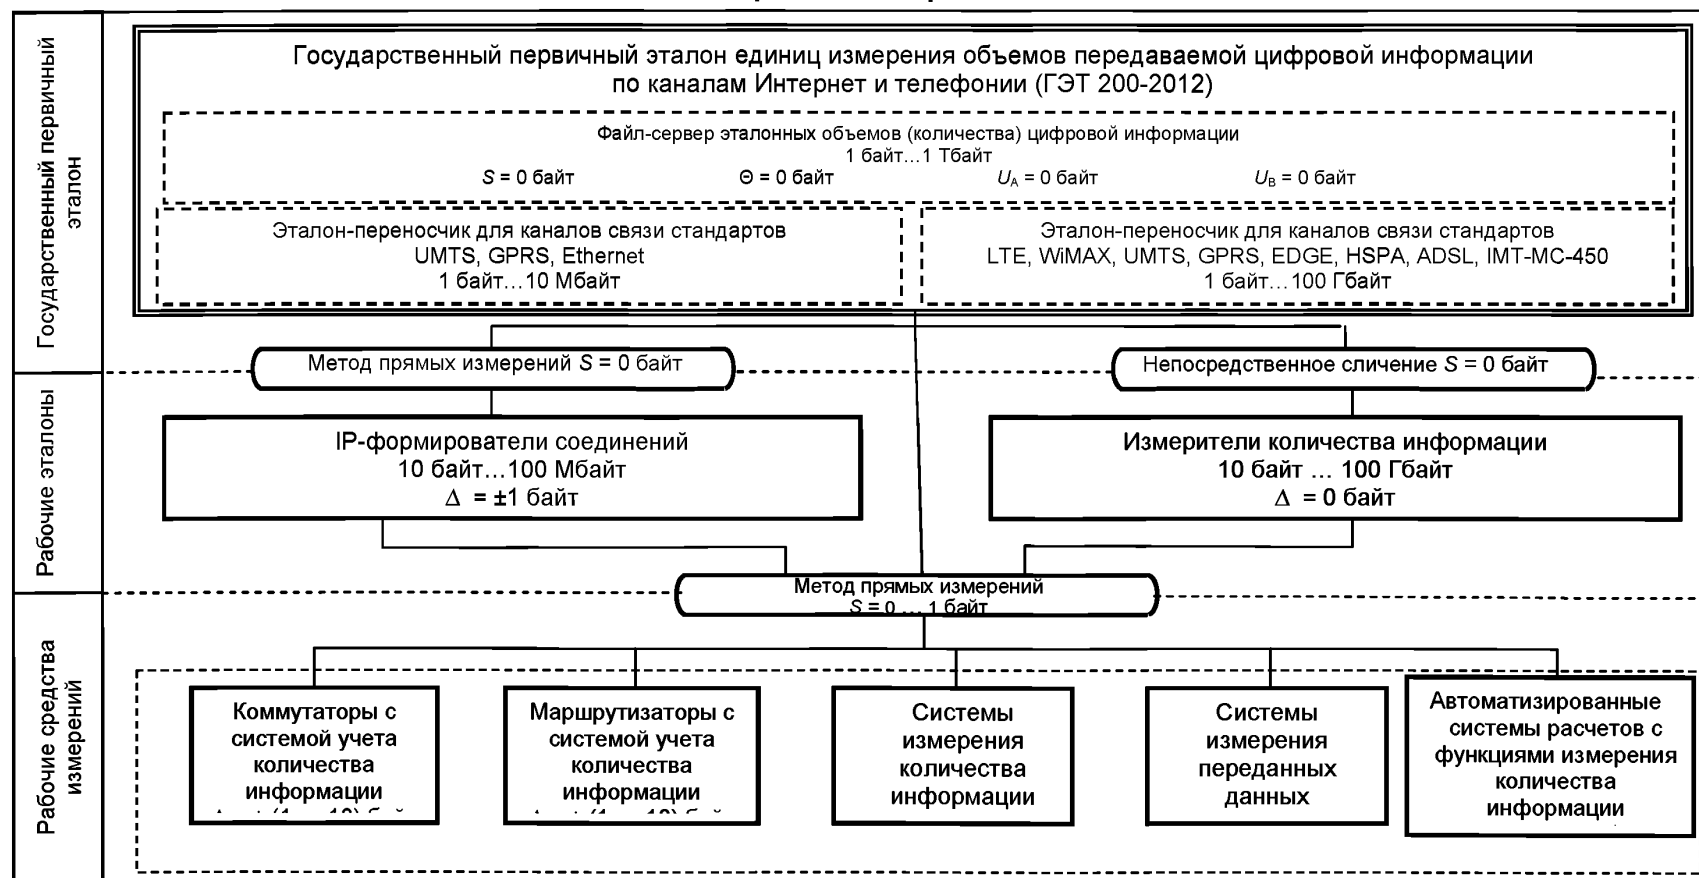 Государственный первичный
эталон
Государственный первичный эталон единиц измерения объемов передаваемой цифровой информации
по каналам Интернет и телефонии (ГЭТ 200-2012)
Файл-сервер эталонных объемов (количества) цифровой информации
1 байт…1 Тбайт
S = 0 байт Θ = 0 байт U_A = 0 байт U_B = 0 байт
Эталон-переносчик для каналов связи стандартов
UMTS, GPRS, Ethernet
1 байт…10 Мбайт
Эталон-переносчик для каналов связи стандартов
LTE, WiMAX, UMTS, GPRS, EDGE, HSPA, ADSL, IMT-MC-450
1 байт…100 Гбайт
Метод прямых измерений S = 0 байт
Непосредственное сличение S = 0 байт
Рабочие эталоны
IP-формирователи соединений
10 байт…100 Мбайт
Δ = ±1 байт
Измерители количества информации
10 байт … 100 Гбайт
Δ = 0 байт
Метод прямых измерений
S = 0 … 1 байт
Рабочие средства
измерений
Коммутаторы с
системой учета
количества
информации
Маршрутизаторы с
системой учета
количества
информации
Системы
измерения
количества
информации
Системы
измерения
переданных
данных
Автоматизированные
системы расчетов с
функциями измерения
количества
информации